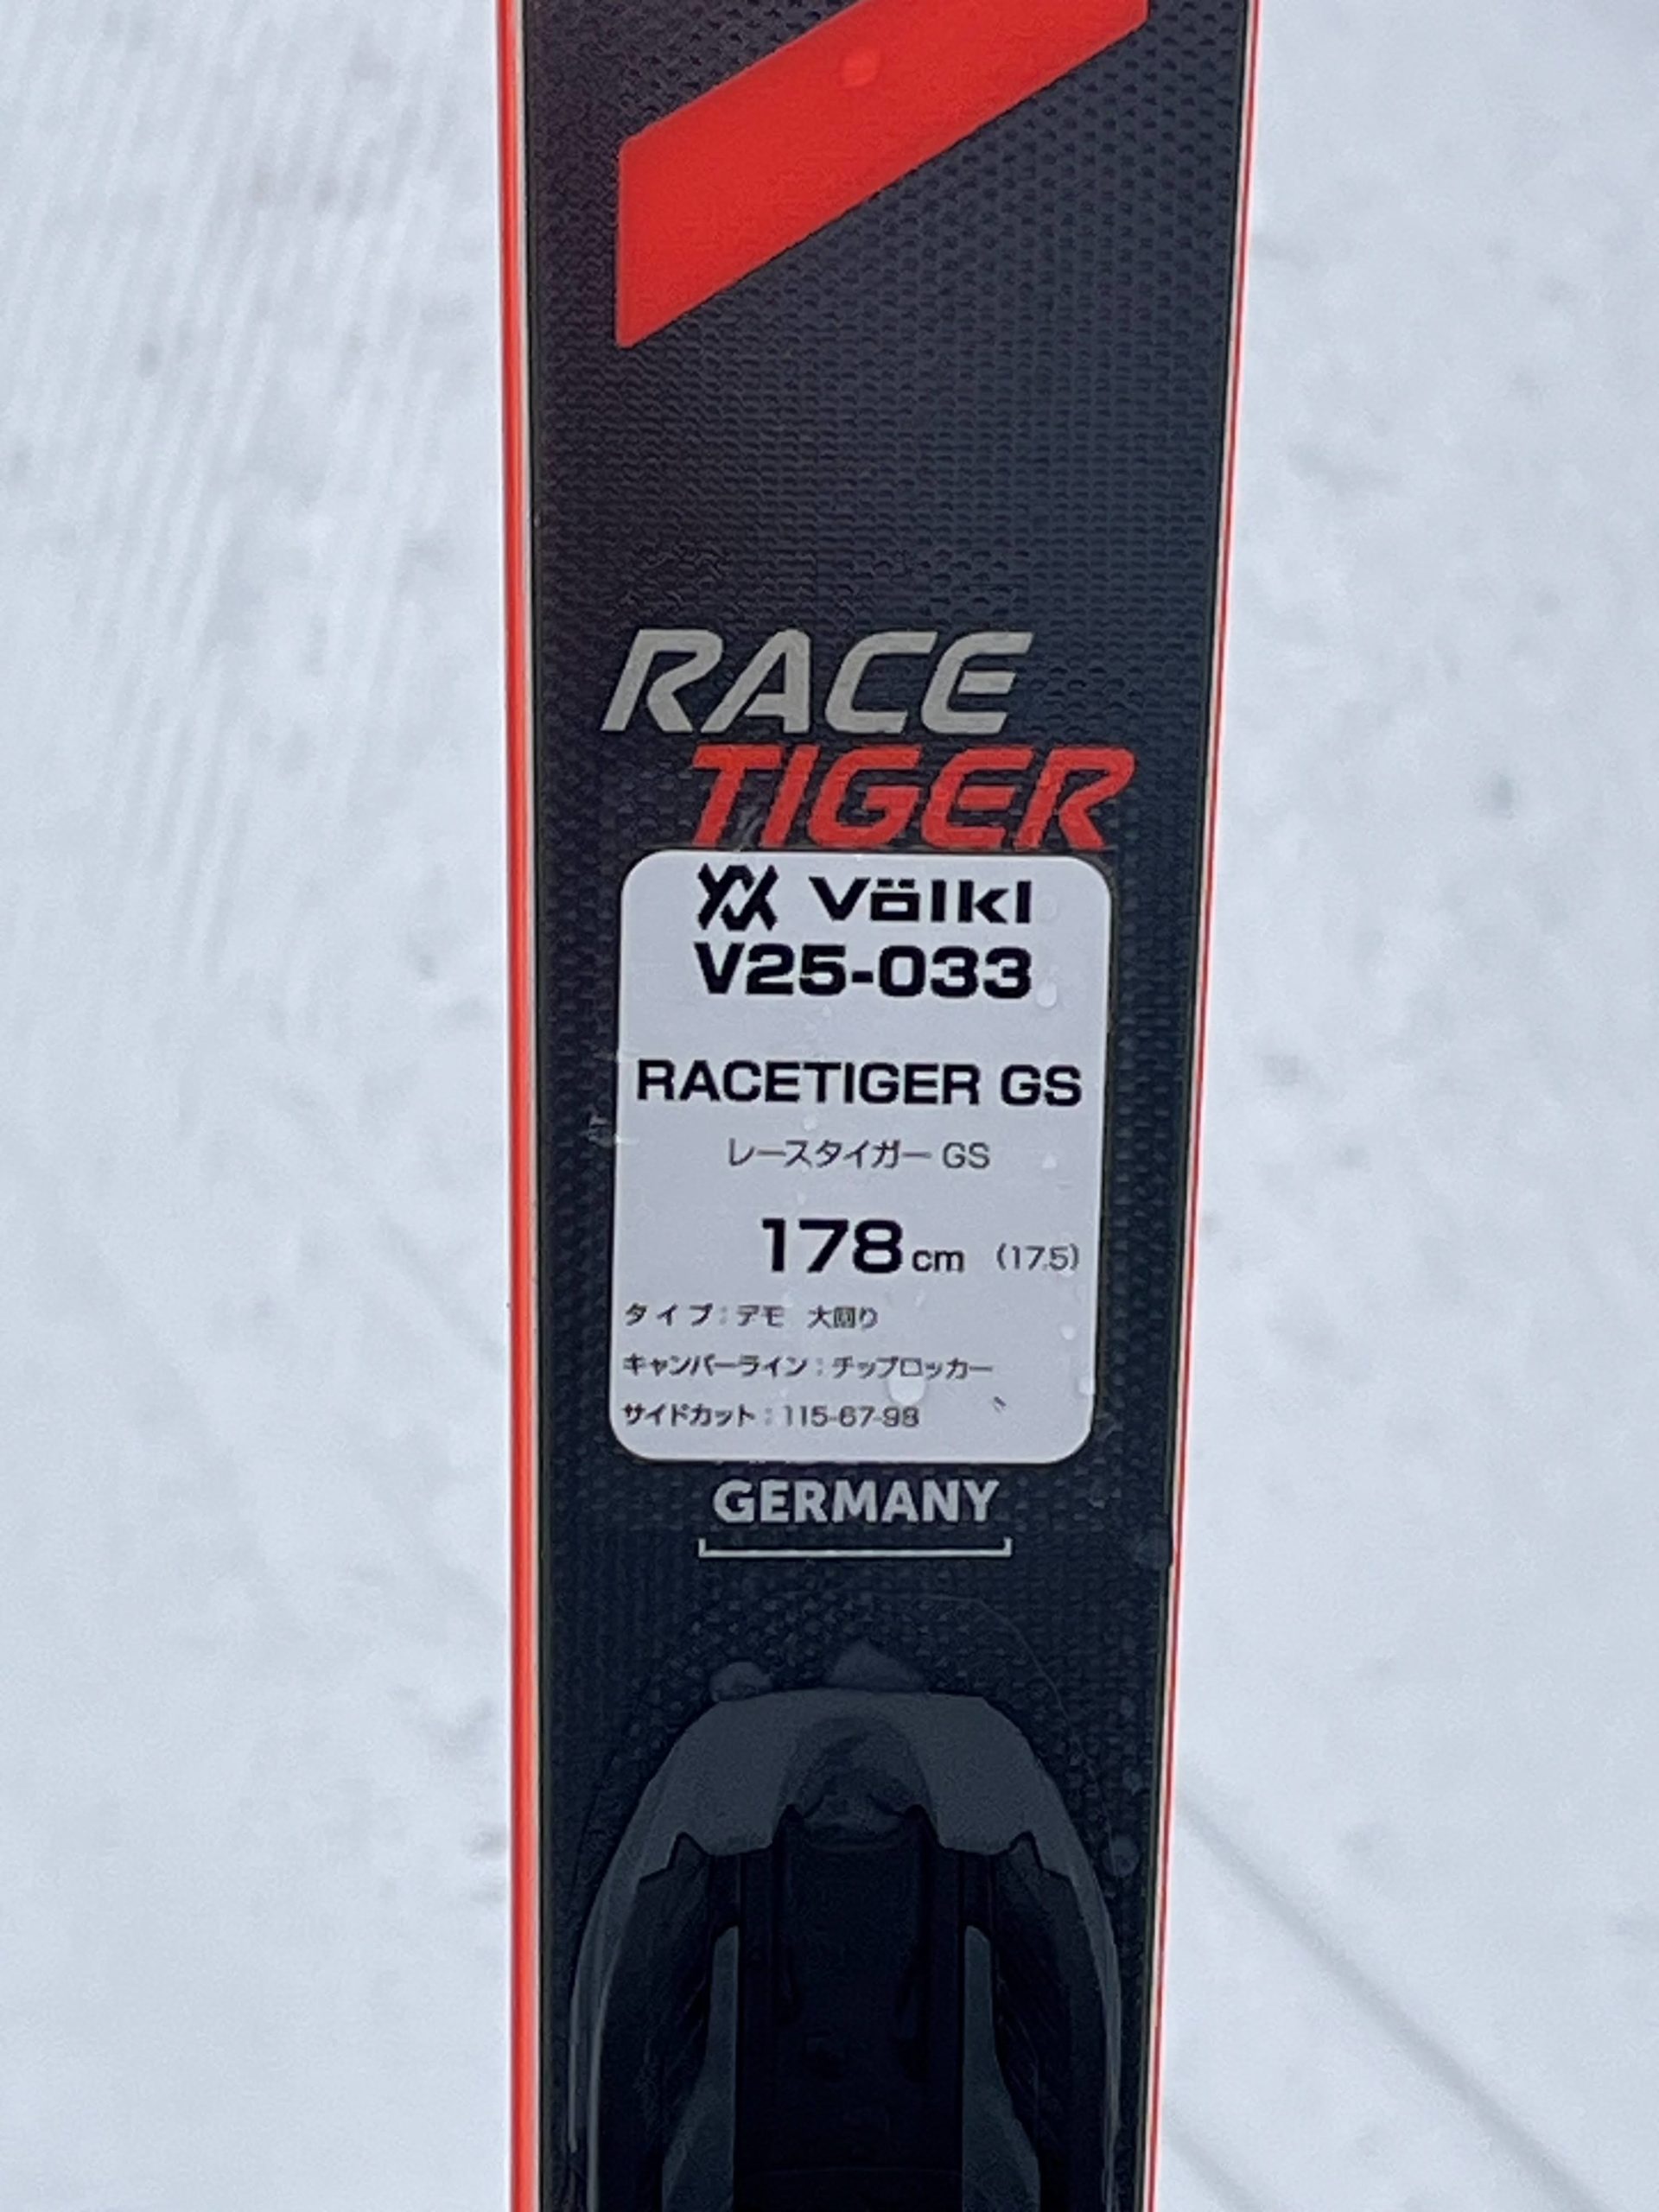 RACE
TIGER
Völkl
V25-033
RACETIGER GS
レースタイガー GS
178cm (17.5)
タイプ：デモ 大回り
キャンバーライン：チップロッカー
サイドカット：115-67-98
GERMANY